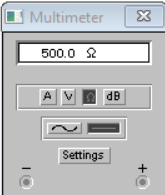 Multimeter
500.0 Ω
A V Ω dB
Settings
− +